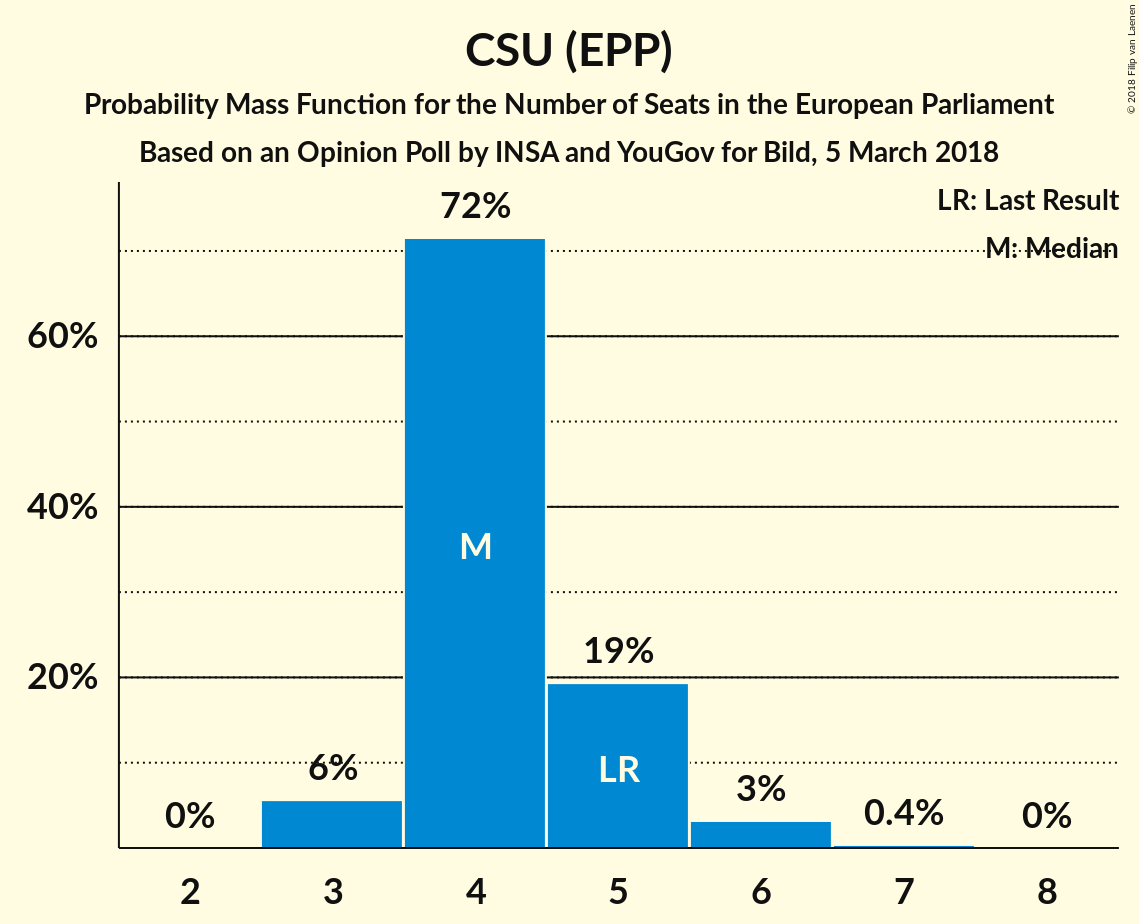 CSU (EPP)
Probability Mass Function for the Number of Seats in the European Parliament
Based on an Opinion Poll by INSA and YouGov for Bild, 5 March 2018
© 2018 Filip van Laenen
LR: Last Result
M: Median
72%
60%
40%
M
19%
20%
LR
6%
3%
0%
0.4%
0%
2 3 4 5 6 7 8